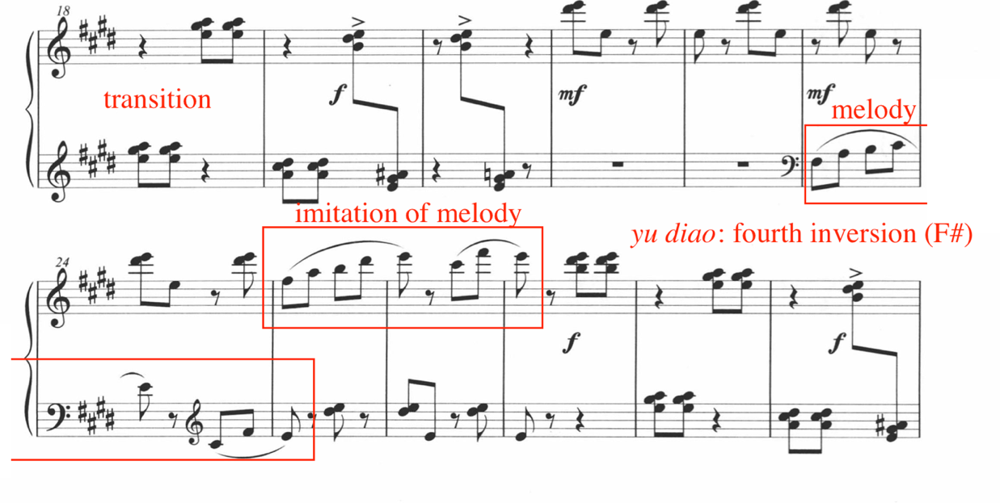 18
transition
f
mf
mf
melody
imitation of melody
yu diao: fourth inversion (F#)
24
f
f